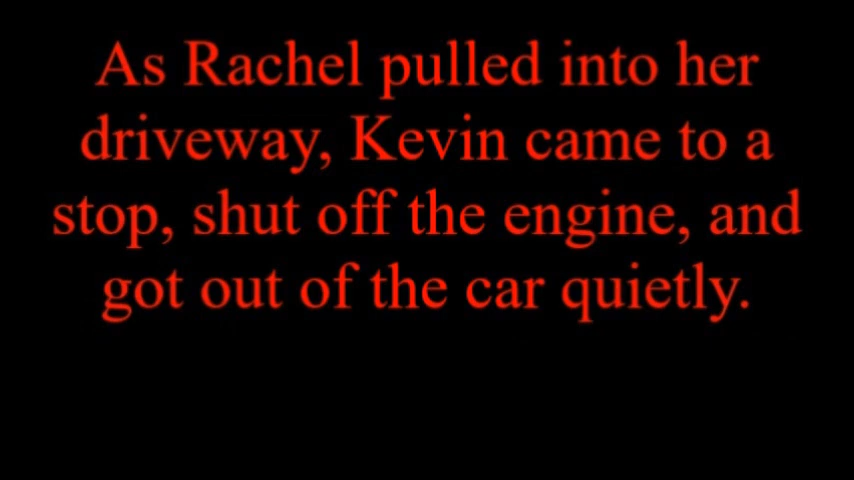 As Rachel pulled into her
driveway, Kevin came to a
stop, shut off the engine, and
got out of the car quietly.